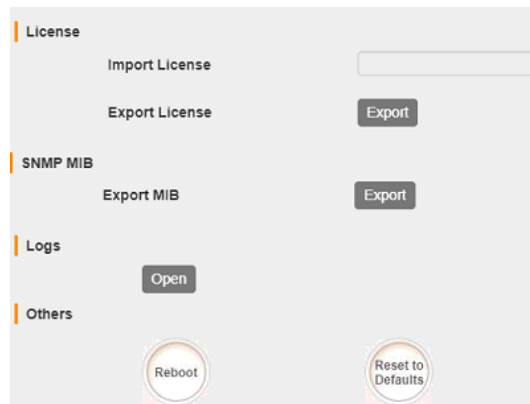 License
Import License
Export License Export
SNMP MIB
Export MIB Export
Logs
Open
Others
Reboot Reset to
Defaults